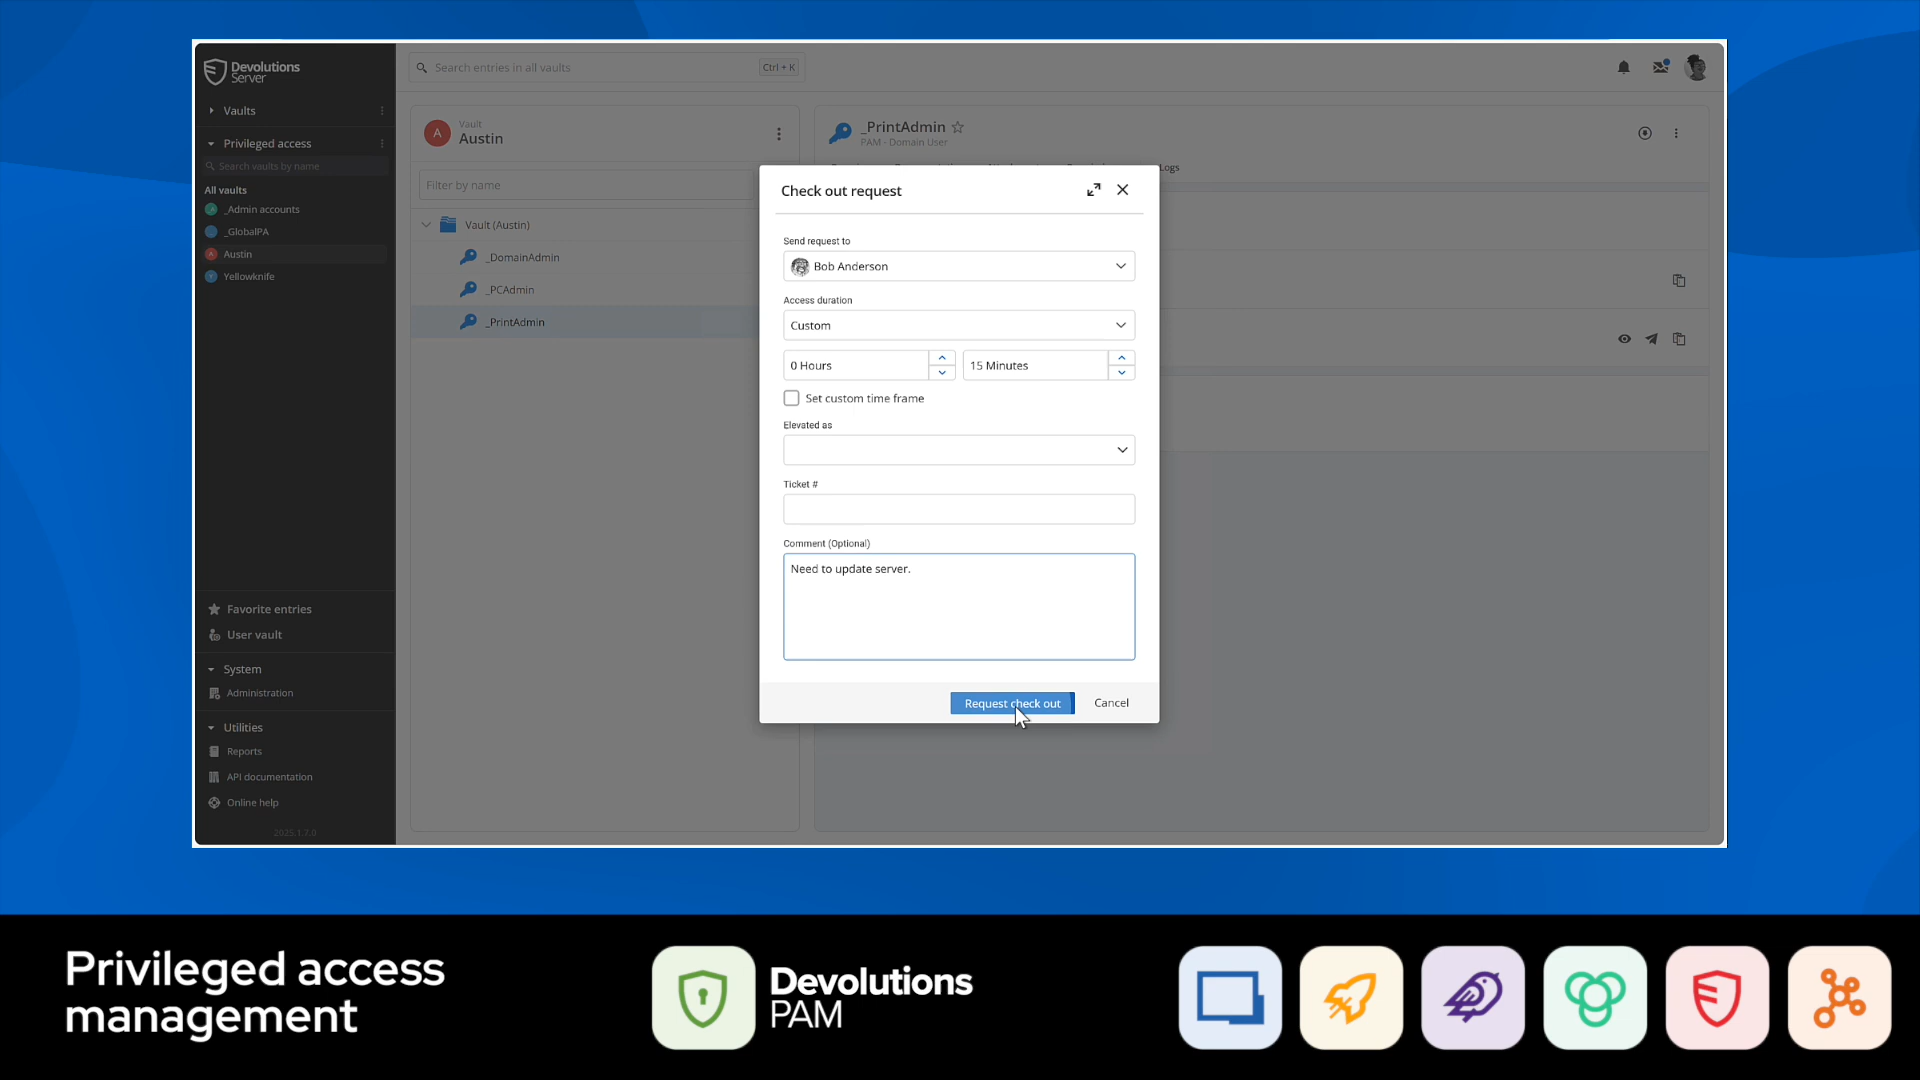 Devolutions
Server
Search entries in all vaults
Ctrl + K
Vaults
Privileged access
Search vaults by name
All vaults
_Admin accounts
_GlobalPA
A
Austin
Yellowknife
Favorite entries
User vault
System
Administration
Utilities
Reports
API documentation
Online help
2025.1.7.0
A
Vault
Austin
Filter by name
Vault (Austin)
_DomainAdmin
_PCAdmin
_PrintAdmin
_PrintAdmin
PAM - Domain User
Logs
Check out request
Send request to
Bob Anderson
Access duration
Custom
0 Hours
15 Minutes
Set custom time frame
Elevated as
Ticket #
Comment (Optional)
Need to update server.
Request check out
Cancel
Privileged access
management
Devolutions
PAM